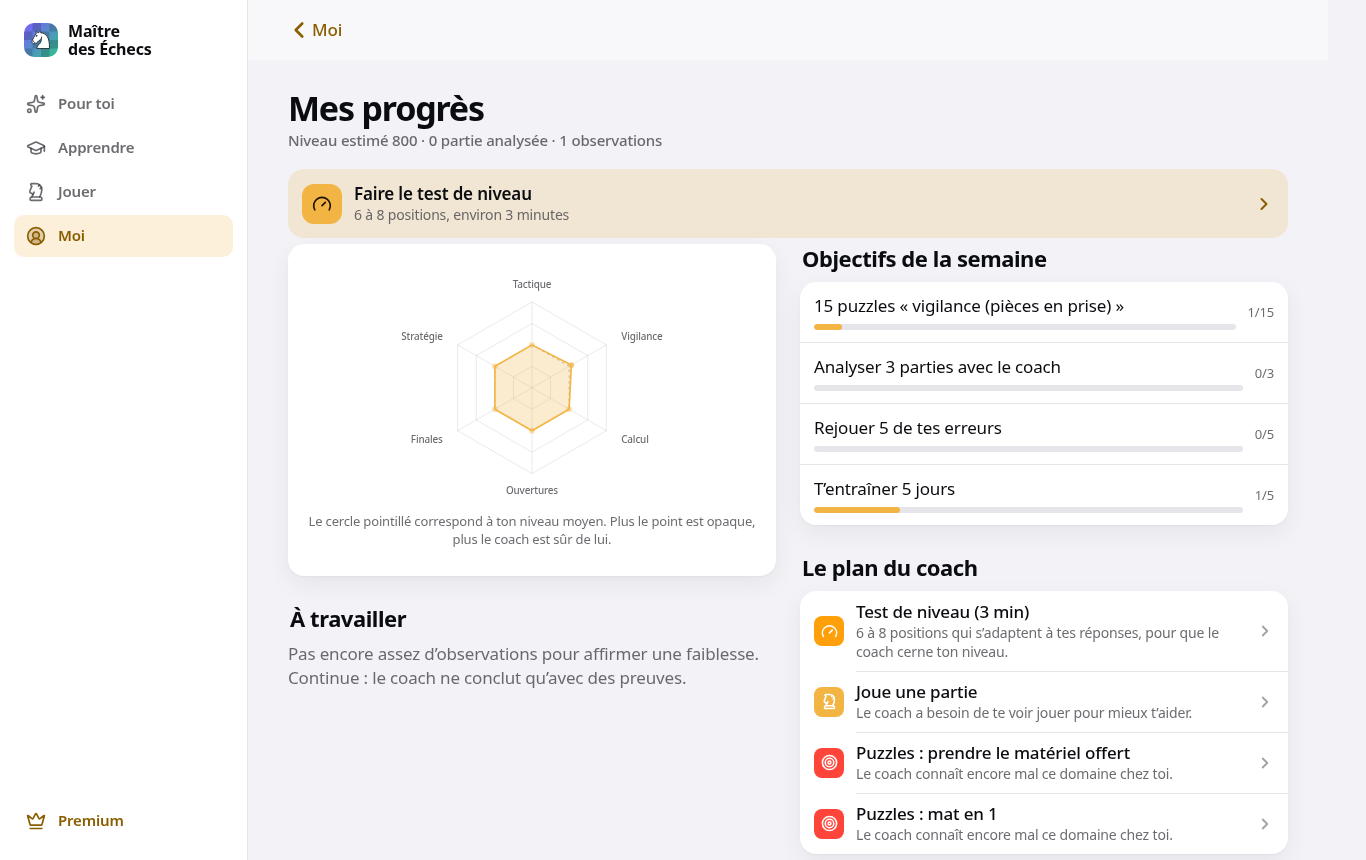 Maître
des Échecs
Pour toi
Apprendre
Jouer
Moi
Premium
Moi
Mes progrès
Niveau estimé 800 · 0 partie analysée · 1 observations
Faire le test de niveau
6 à 8 positions, environ 3 minutes
Tactique
Stratégie
Vigilance
Finales
Calcul
Ouvertures
Le cercle pointillé correspond à ton niveau moyen. Plus le point est opaque,
plus le coach est sûr de lui.
À travailler
Pas encore assez d’observations pour affirmer une faiblesse.
Continue : le coach ne conclut qu’avec des preuves.
Objectifs de la semaine
15 puzzles « vigilance (pièces en prise) »
1/15
Analyser 3 parties avec le coach
0/3
Rejouer 5 de tes erreurs
0/5
T’entraîner 5 jours
1/5
Le plan du coach
Test de niveau (3 min)
6 à 8 positions qui s’adaptent à tes réponses, pour que le
coach cerne ton niveau.
Joue une partie
Le coach a besoin de te voir jouer pour mieux t’aider.
Puzzles : prendre le matériel offert
Le coach connaît encore mal ce domaine chez toi.
Puzzles : mat en 1
Le coach connaît encore mal ce domaine chez toi.